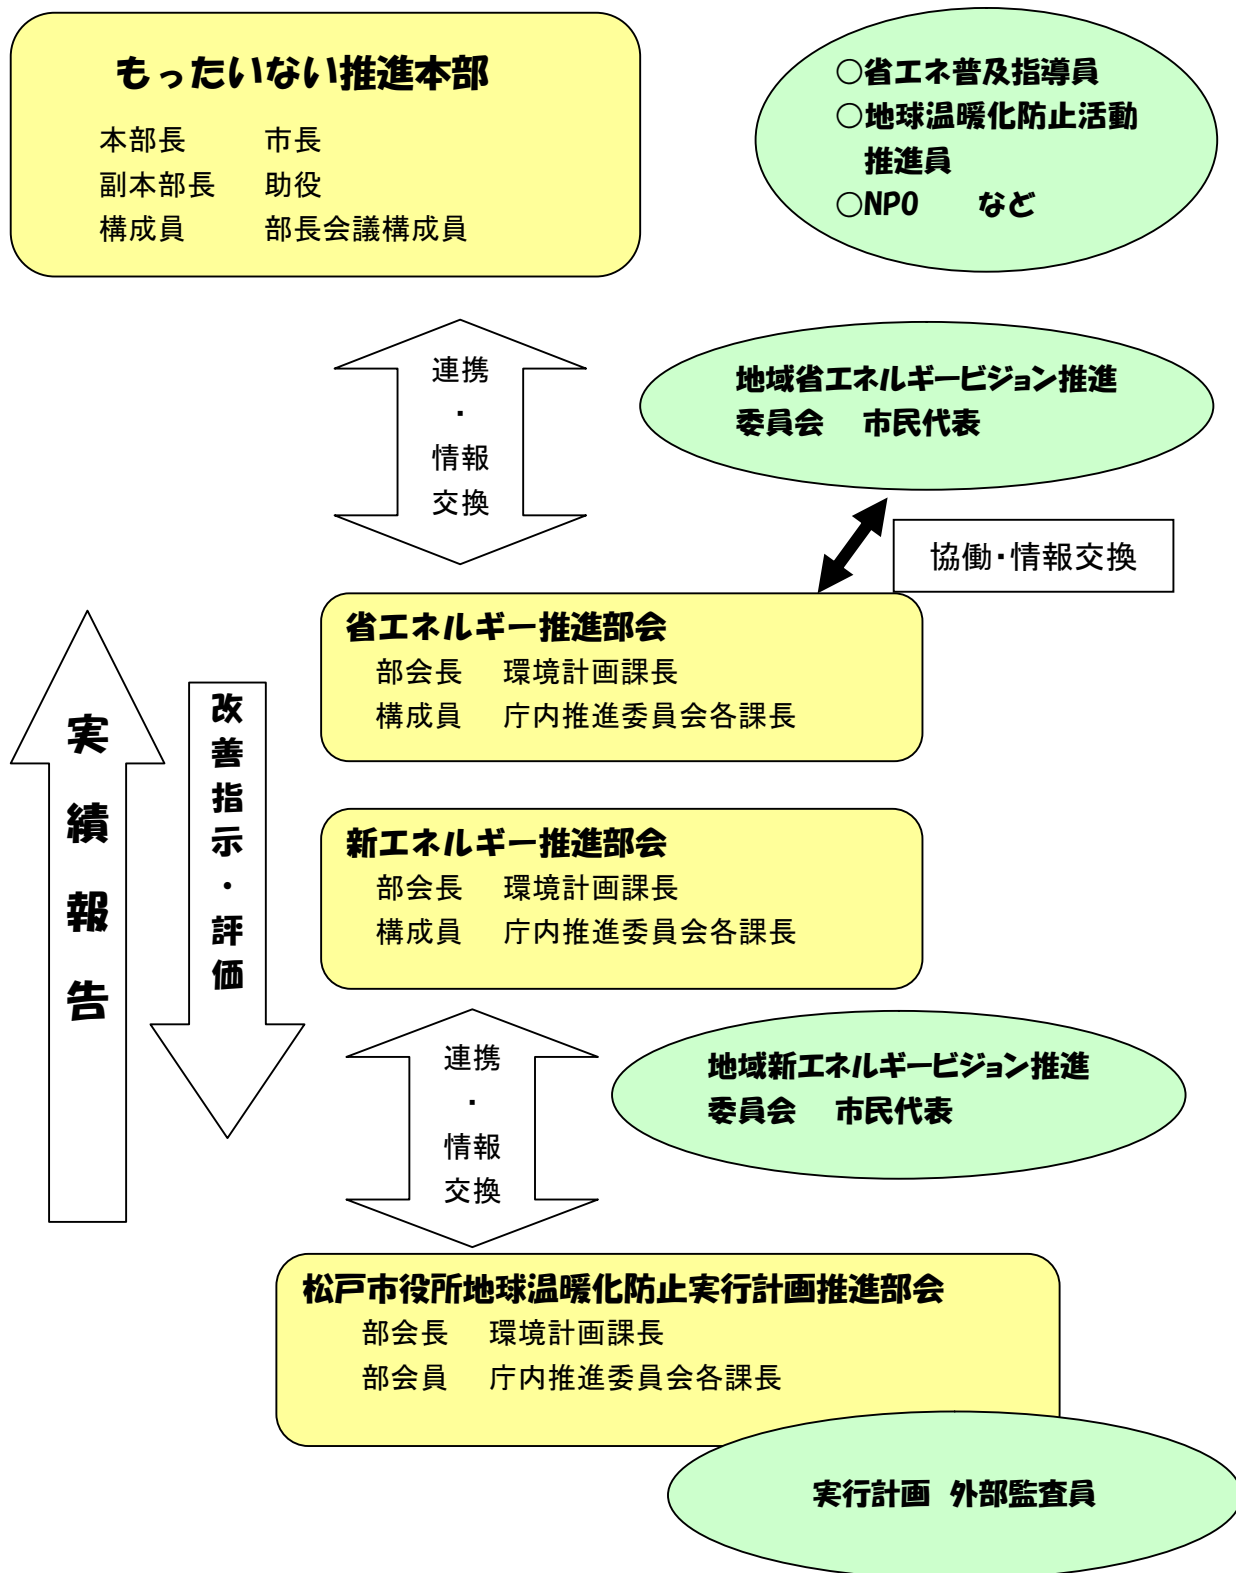 もったいない推進本部
本部長 市長
副本部長 助役
構成員 部長会議構成員
○省エネ普及指導員
○地球温暖化防止活動
推進員
○NPO など
連携
・
情報
交換
地域省エネルギービジョン推進
委員会 市民代表
協働・情報交換
省エネルギー推進部会
部会長 環境計画課長
構成員 庁内推進委員会各課長
実績報告
改善指示・評価
新エネルギー推進部会
部会長 環境計画課長
構成員 庁内推進委員会各課長
連携
・
情報
交換
地域新エネルギービジョン推進
委員会 市民代表
松戸市役所地球温暖化防止実行計画推進部会
部会長 環境計画課長
部会員 庁内推進委員会各課長
実行計画 外部監査員